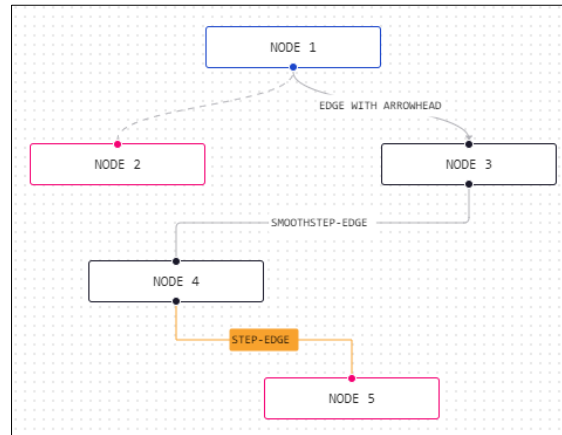 NODE 1
EDGE WITH ARROWHEAD
NODE 2
NODE 3
SMOOTHSTEP-EDGE
NODE 4
STEP-EDGE
NODE 5